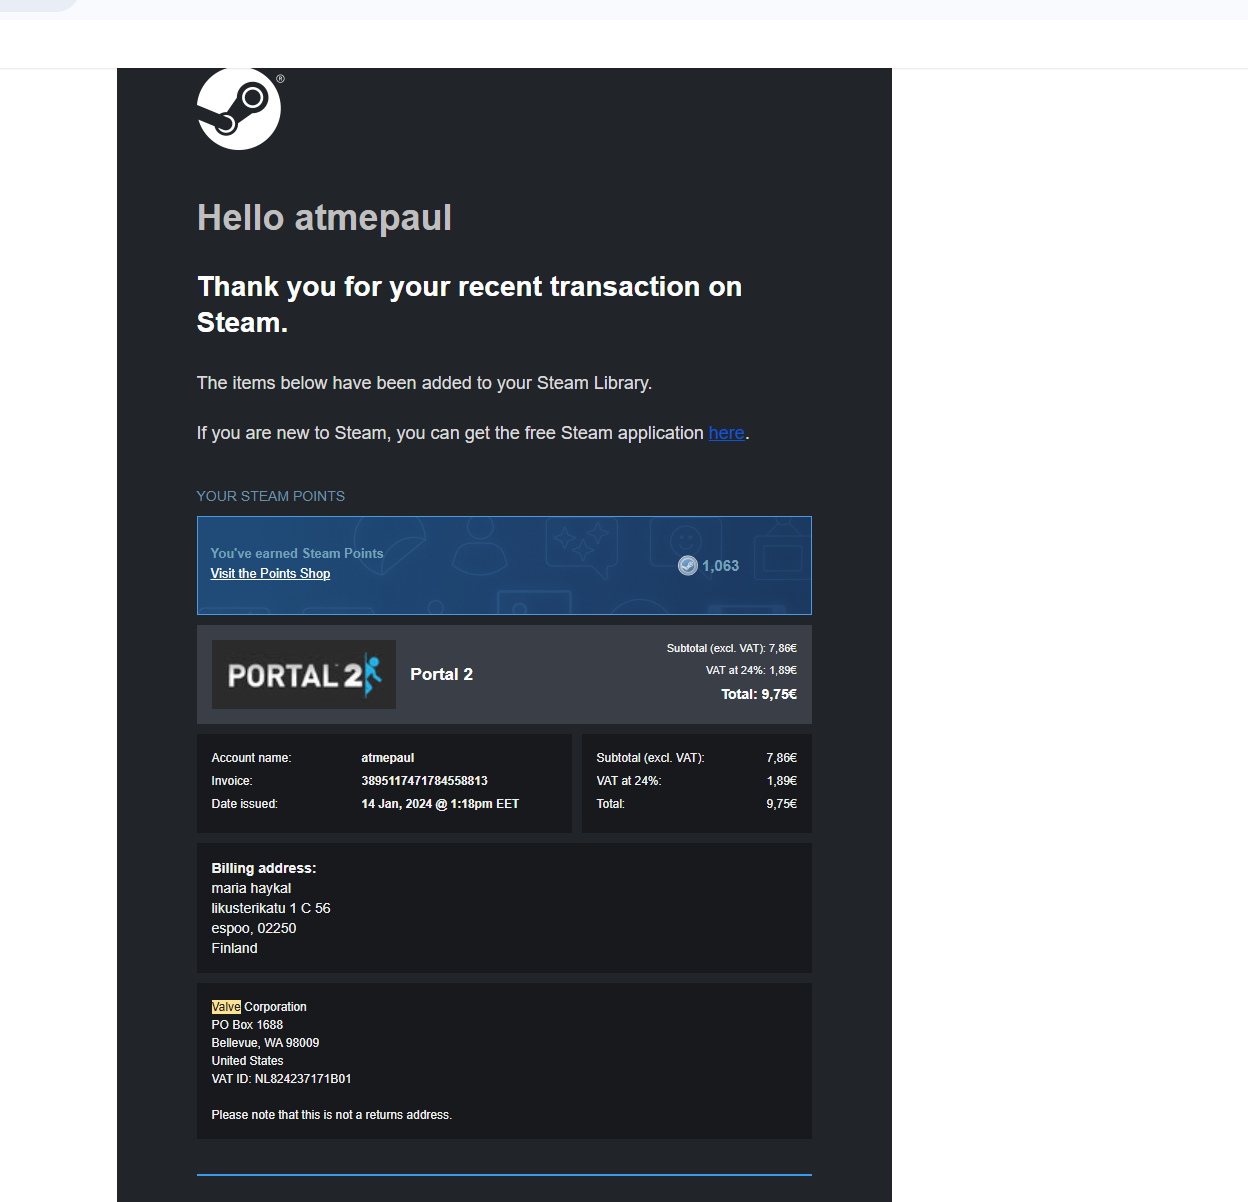 ®
Hello atmepaul
Thank you for your recent transaction on
Steam.
The items below have been added to your Steam Library.
If you are new to Steam, you can get the free Steam application here.
YOUR STEAM POINTS
You've earned Steam Points
Visit the Points Shop
1,063
PORTAL 2
Portal 2
Subtotal (excl. VAT): 7,86€
VAT at 24%: 1,89€
Total: 9,75€
Account name: atmepaul
Invoice: 3895117471784558813
Date issued: 14 Jan, 2024 @ 1:18pm EET
Subtotal (excl. VAT): 7,86€
VAT at 24%: 1,89€
Total: 9,75€
Billing address:
maria haykal
likusterikatu 1 C 56
espoo, 02250
Finland
Valve Corporation
PO Box 1688
Bellevue, WA 98009
United States
VAT ID: NL824237171B01
Please note that this is not a returns address.